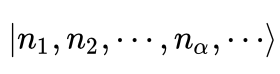 |n₁, n₂, ⋯, n_α, ⋯⟩